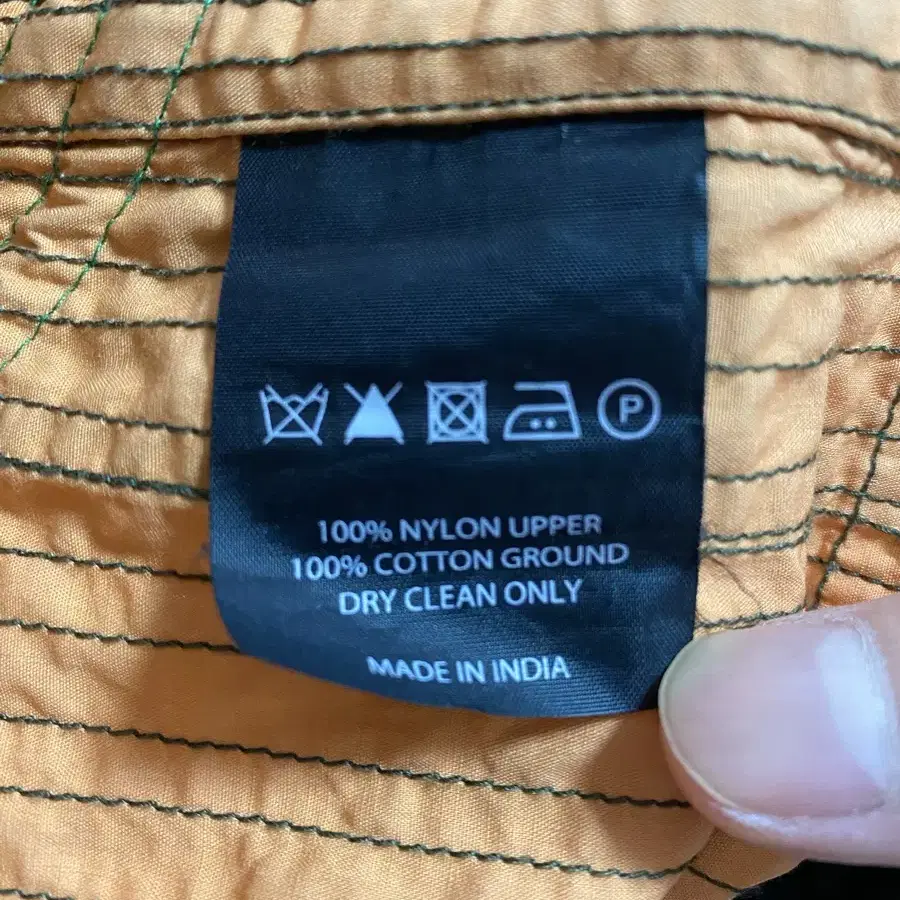 P
100% NYLON UPPER
100% COTTON GROUND
DRY CLEAN ONLY
MADE IN INDIA